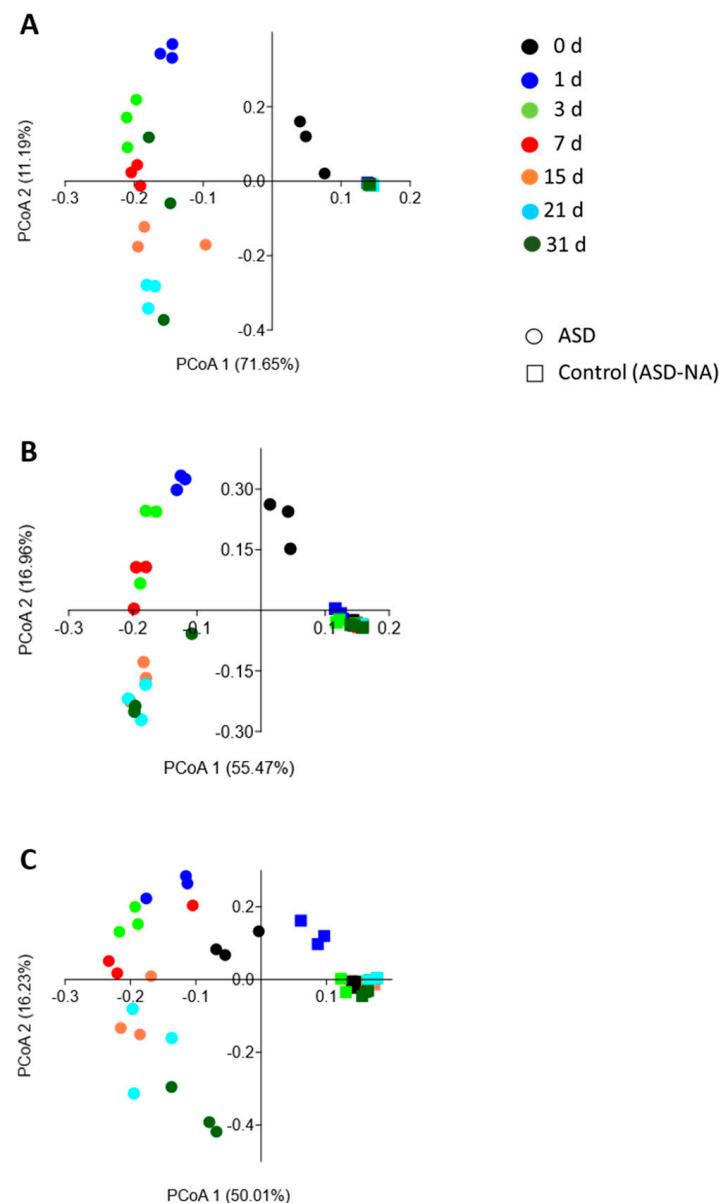 A
0.2
0.0
-0.3
-0.2
-0.1
0.1
0.2
-0.2
-0.4
PCoA 2 (11.19%)
PCoA 1 (71.65%)
0 d
1 d
3 d
7 d
15 d
21 d
31 d
ASD
Control (ASD-NA)
B
0.30
0.15
-0.3
-0.2
-0.1
0.1
0.2
-0.15
-0.30
PCoA 2 (16.96%)
PCoA 1 (55.47%)
C
0.2
0.0
-0.3
-0.2
-0.1
0.1
-0.2
-0.4
PCoA 2 (16.23%)
PCoA 1 (50.01%)